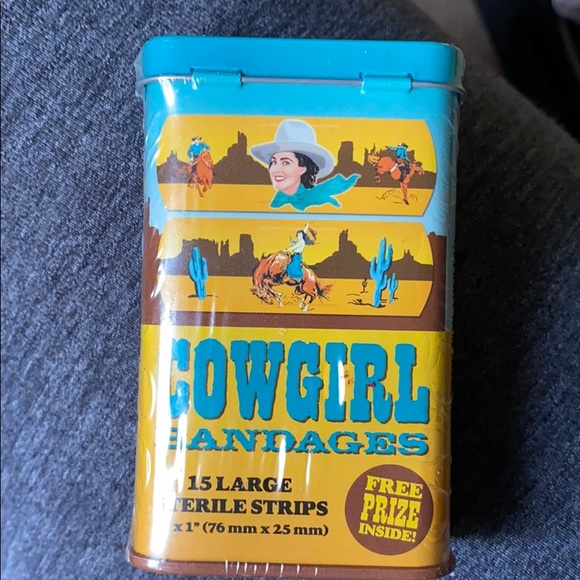 COWGIRL
BANDAGES
15 LARGE
STERILE STRIPS
x 1" (76 mm x 25 mm)
FREE
PRIZE
INSIDE!